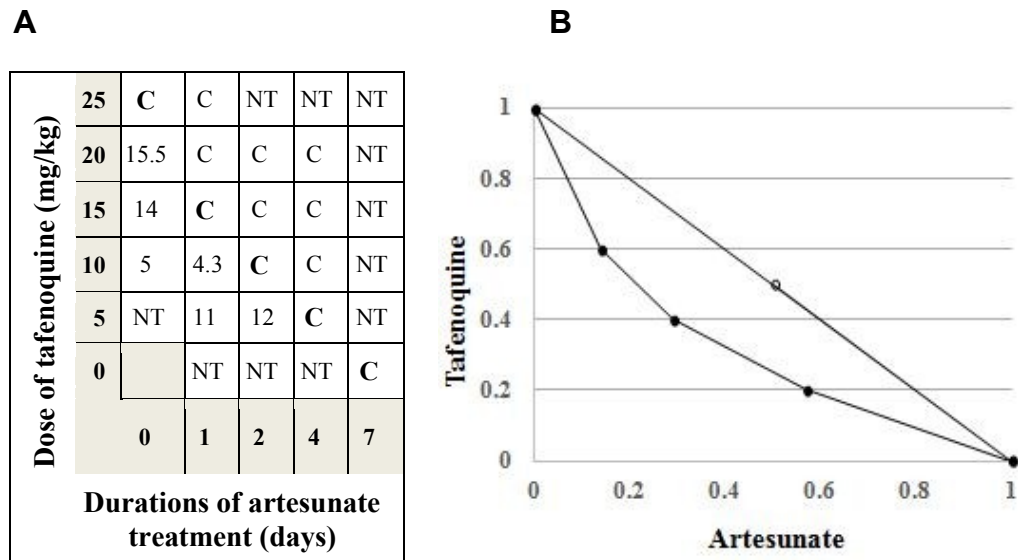 A
B
Dose of tafenoquine (mg/kg)
25 C C NT NT NT
20 15.5 C C C NT
15 14 C C C NT
10 5 4.3 C C NT
5 NT 11 12 C NT
0 NT NT NT C
0 1 2 4 7
Durations of artesunate
treatment (days)
Tafenoquine
1
0.8
0.6
0.4
0.2
0
0 0.2 0.4 0.6 0.8 1
Artesunate